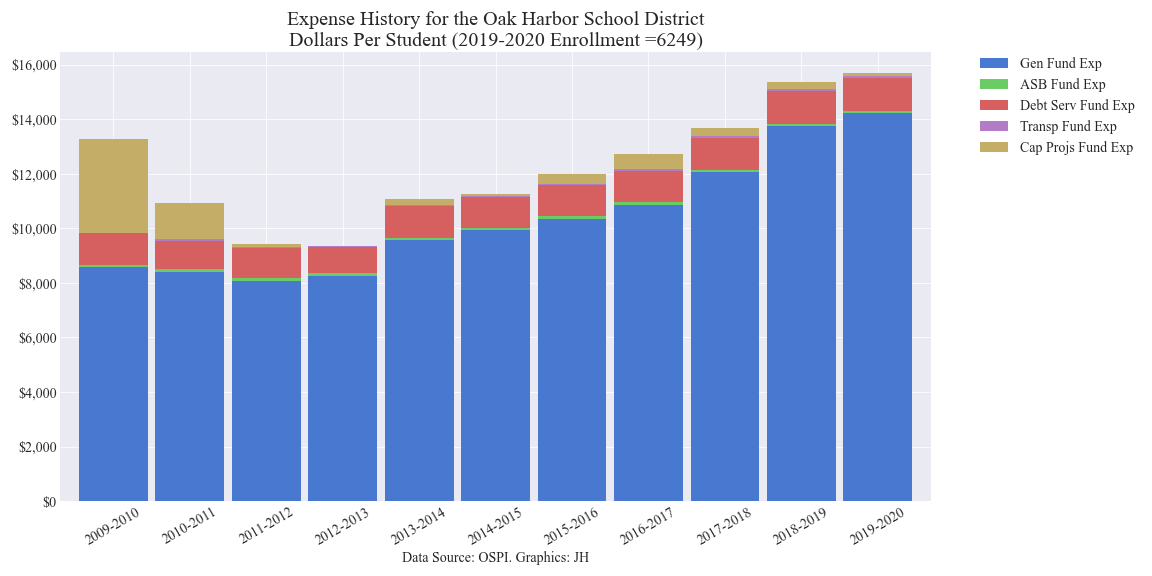 Expense History for the Oak Harbor School District
Dollars Per Student (2019-2020 Enrollment =6249)
$16,000
$14,000
$12,000
$10,000
$8,000
$6,000
$4,000
$2,000
$0
2009-2010
2010-2011
2011-2012
2012-2013
2013-2014
2014-2015
2015-2016
2016-2017
2017-2018
2018-2019
2019-2020
Data Source: OSPI. Graphics: JH
Gen Fund Exp
ASB Fund Exp
Debt Serv Fund Exp
Transp Fund Exp
Cap Projs Fund Exp